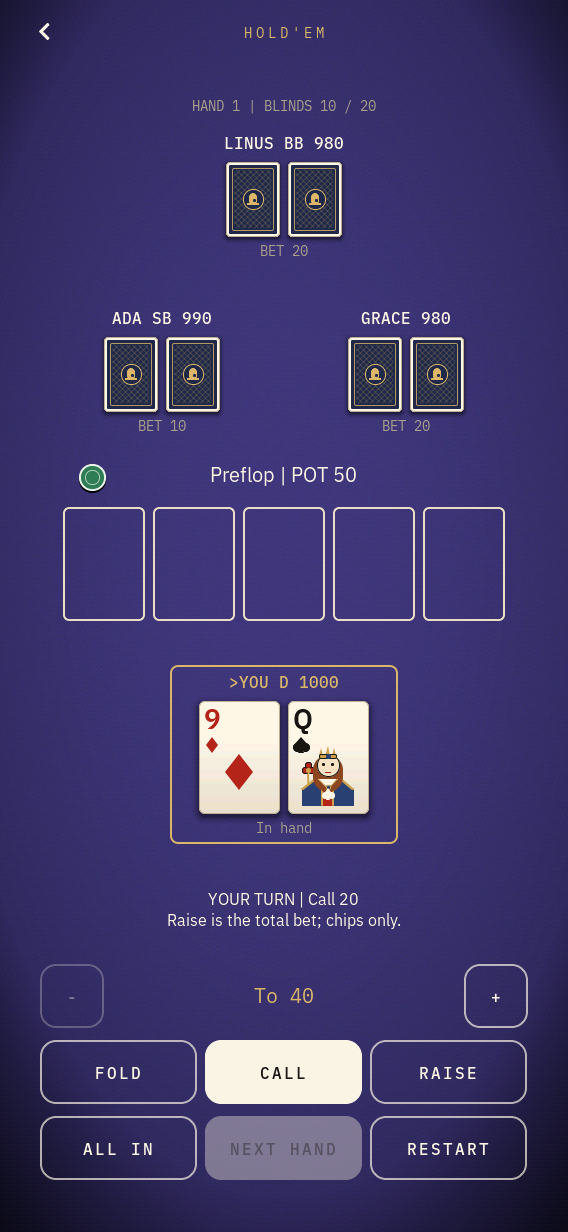 HOLD'EM
HAND 1 | BLINDS 10 / 20
LINUS BB 980
BET 20
ADA SB 990
GRACE 980
BET 10
BET 20
Preflop | POT 50
>YOU D 1000
9
Q
In hand
YOUR TURN | Call 20
Raise is the total bet; chips only.
-
To 40
+
FOLD
CALL
RAISE
ALL IN
NEXT HAND
RESTART